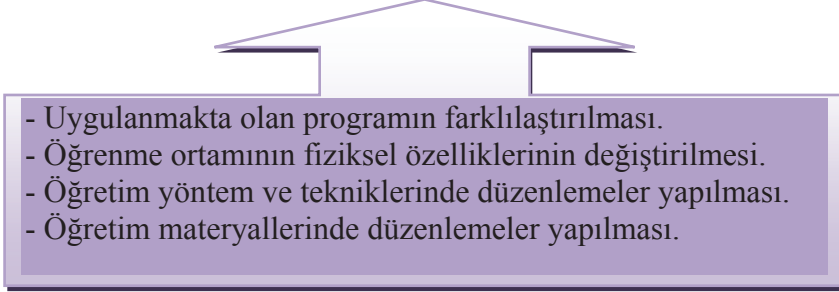 - Uygulanmakta olan programın farklılaştırılması.
- Öğrenme ortamının fiziksel özelliklerinin değiştirilmesi.
- Öğretim yöntem ve tekniklerinde düzenlemeler yapılması.
- Öğretim materyallerinde düzenlemeler yapılması.